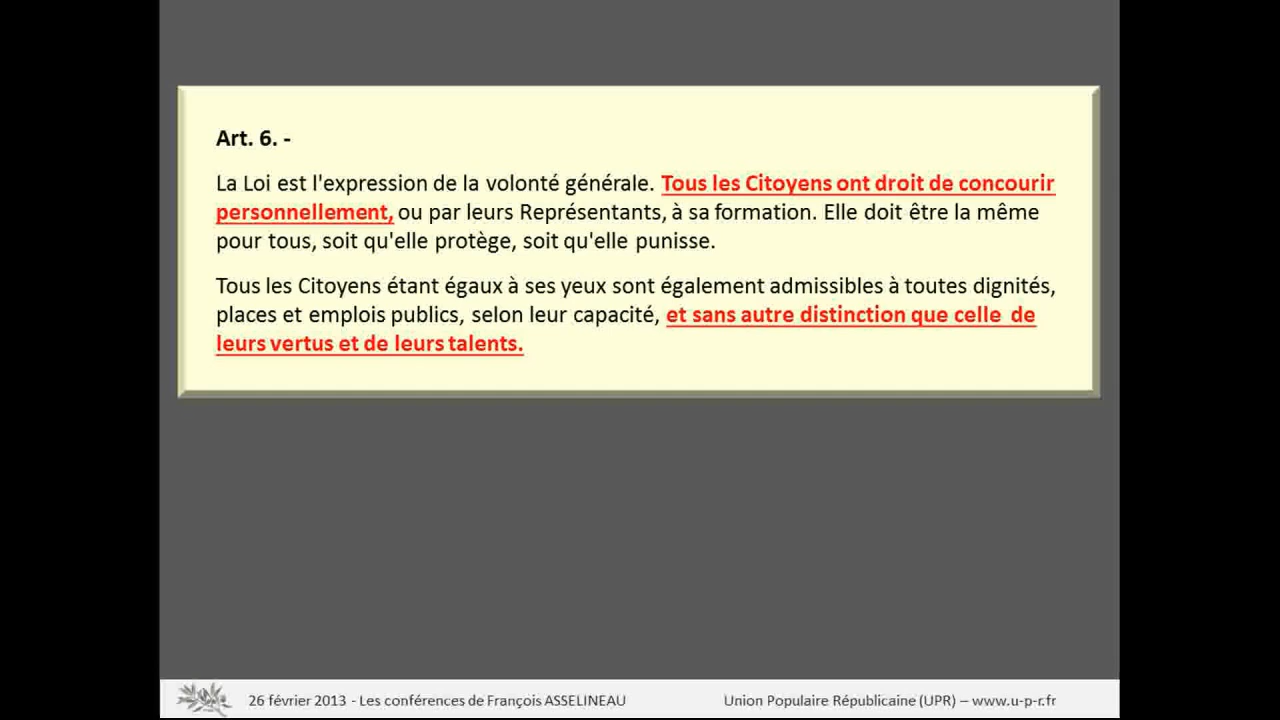 Art. 6. -
La Loi est l'expression de la volonté générale. Tous les Citoyens ont droit de concourir
personnellement, ou par leurs Représentants, à sa formation. Elle doit être la même
pour tous, soit qu'elle protège, soit qu'elle punisse.
Tous les Citoyens étant égaux à ses yeux sont également admissibles à toutes dignités,
places et emplois publics, selon leur capacité, et sans autre distinction que celle de
leurs vertus et de leurs talents.
26 février 2013 - Les conférences de François ASSELINEAU
Union Populaire Républicaine (UPR) – www.u-p-r.fr